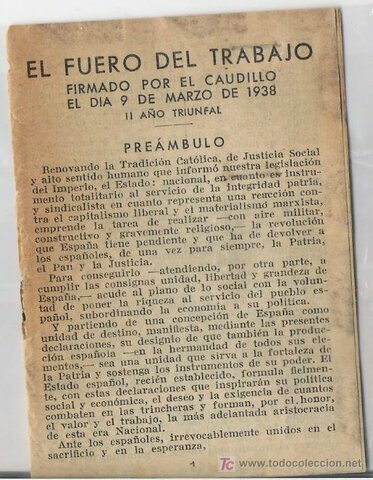 EL FUERO DEL TRABAJO
FIRMADO POR EL CAUDILLO
EL DIA 9 DE MARZO DE 1938
II AÑO TRIUNFAL
PREÁMBULO
Renovando la Tradición Católica, de Justicia Social
y alto sentido humano que informó nuestra legislación
del Imperio, el Estado: nacional, en cuanto es instru-
mento totalitario al servicio de la integridad patria,
y sindicalista en cuanto representa una reacción con-
tra el capitalismo liberal y el materialismo marxista,
emprende la tarea de realizar —con aire militar,
constructivo y gravemente religioso,— la revolución
que España tiene pendiente y que ha de devolver a
los españoles, de una vez para siempre, la Patria,
el Pan y la Justicia.
Para conseguirlo —atendiendo, por otra parte, a
cumplir las consignas unidad, libertad y grandeza de
España,— acude al plano de lo social con la volun-
tad de poner la riqueza al servicio del pueblo es-
pañol, subordinando la economía a su política.
Y partiendo de una concepción de España como
unidad de destino, manifiesta, mediante las presentes
declaraciones, su designio de que también la produc-
ción española —en la hermandad de todos sus ele-
mentos,— sea una unidad que sirva a la fortaleza de
la Patria y sostenga los instrumentos de su poder. El
Estado español, recién establecido, formula fielmen-
te, con estas declaraciones que inspirarán su política
social y económica, el deseo y la exigencia de cuantos
combaten en las trincheras y forman, por el honor,
el valor y el trabajo, la más adelantada aristocracia
de esta era Nacional.
Ante los españoles, irrevocablemente unidos en el
sacrificio y en la esperanza,
1
TC www.todocoleccion.net